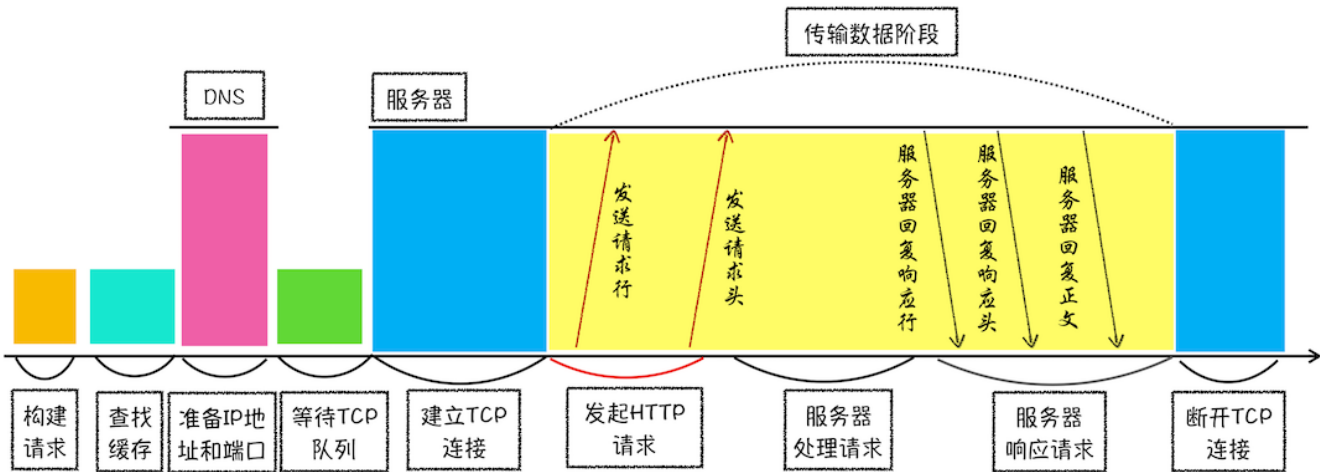 传输数据阶段
DNS
服务器
发送请求行
发送请求头
服务器回复响应行
服务器回复响应头
服务器回复正文
构建
请求
查找
缓存
准备IP地
址和端口
等待TCP
队列
建立TCP
连接
发起HTTP
请求
服务器
处理请求
服务器
响应请求
断开TCP
连接